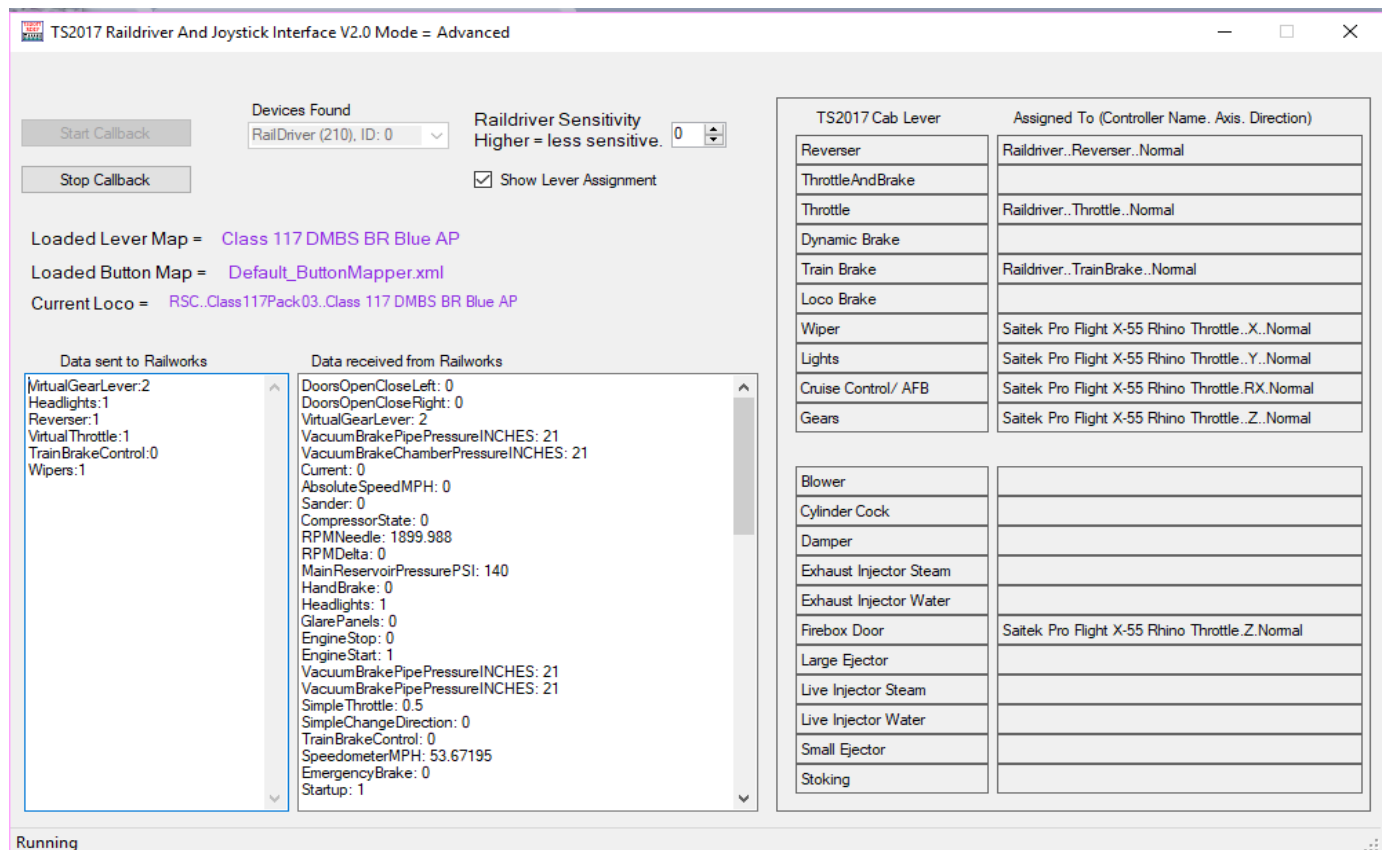 TS2017 Raildriver And Joystick Interface V2.0 Mode = Advanced
Start Callback
Stop Callback
Devices Found
RailDriver (210), ID: 0
Raildriver Sensitivity
Higher = less sensitive.
0
Show Lever Assignment
Loaded Lever Map = Class 117 DMBS BR Blue AP
Loaded Button Map = Default_ButtonMapper.xml
Current Loco = RSC..Class117Pack03..Class 117 DMBS BR Blue AP
Data sent to Railworks
VirtualGearLever:2
Headlights:1
Reverser:1
VirtualThrottle:1
TrainBrakeControl:0
Wipers:1
Data received from Railworks
DoorsOpenCloseLeft: 0
DoorsOpenCloseRight: 0
VirtualGearLever: 2
VacuumBrakePipePressureINCHES: 21
VacuumBrakeChamberPressureINCHES: 21
Current: 0
AbsoluteSpeedMPH: 0
Sander: 0
CompressorState: 0
RPMNeedle: 1899.988
RPMDelta: 0
MainReservoirPressurePSI: 140
HandBrake: 0
Headlights: 1
GlarePanels: 0
EngineStop: 0
EngineStart: 1
VacuumBrakePipePressureINCHES: 21
VacuumBrakePipePressureINCHES: 21
SimpleThrottle: 0.5
SimpleChangeDirection: 0
TrainBrakeControl: 0
SpeedometerMPH: 53.67195
EmergencyBrake: 0
Startup: 1
TS2017 Cab Lever Assigned To (Controller Name. Axis. Direction)
Reverser Raildriver..Reverser..Normal
ThrottleAndBrake
Throttle Raildriver..Throttle..Normal
Dynamic Brake
Train Brake Raildriver..TrainBrake..Normal
Loco Brake
Wiper Saitek Pro Flight X-55 Rhino Throttle..X..Normal
Lights Saitek Pro Flight X-55 Rhino Throttle..Y..Normal
Cruise Control/ AFB Saitek Pro Flight X-55 Rhino Throttle.RX.Normal
Gears Saitek Pro Flight X-55 Rhino Throttle..Z..Normal
Blower
Cylinder Cock
Damper
Exhaust Injector Steam
Exhaust Injector Water
Firebox Door Saitek Pro Flight X-55 Rhino Throttle.Z.Normal
Large Ejector
Live Injector Steam
Live Injector Water
Small Ejector
Stoking
Running